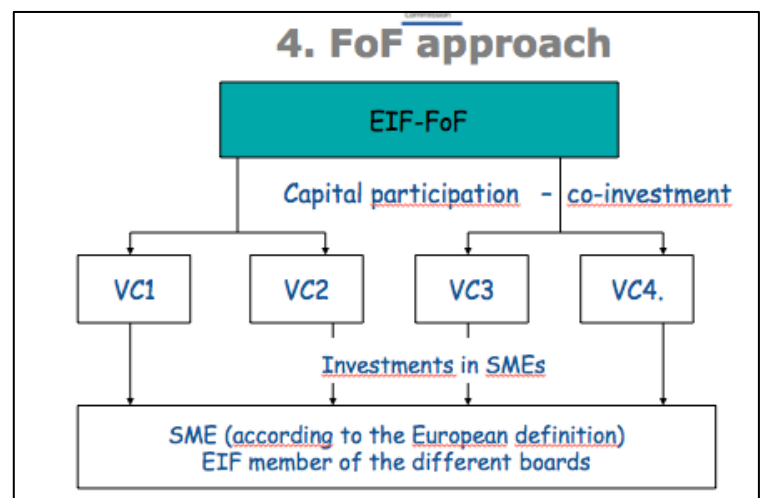 Commission
4. FoF approach
EIF-FoF
Capital participation - co-investment
VC1 VC2 VC3 VC4.
Investments in SMEs
SME (according to the European definition)
EIF member of the different boards